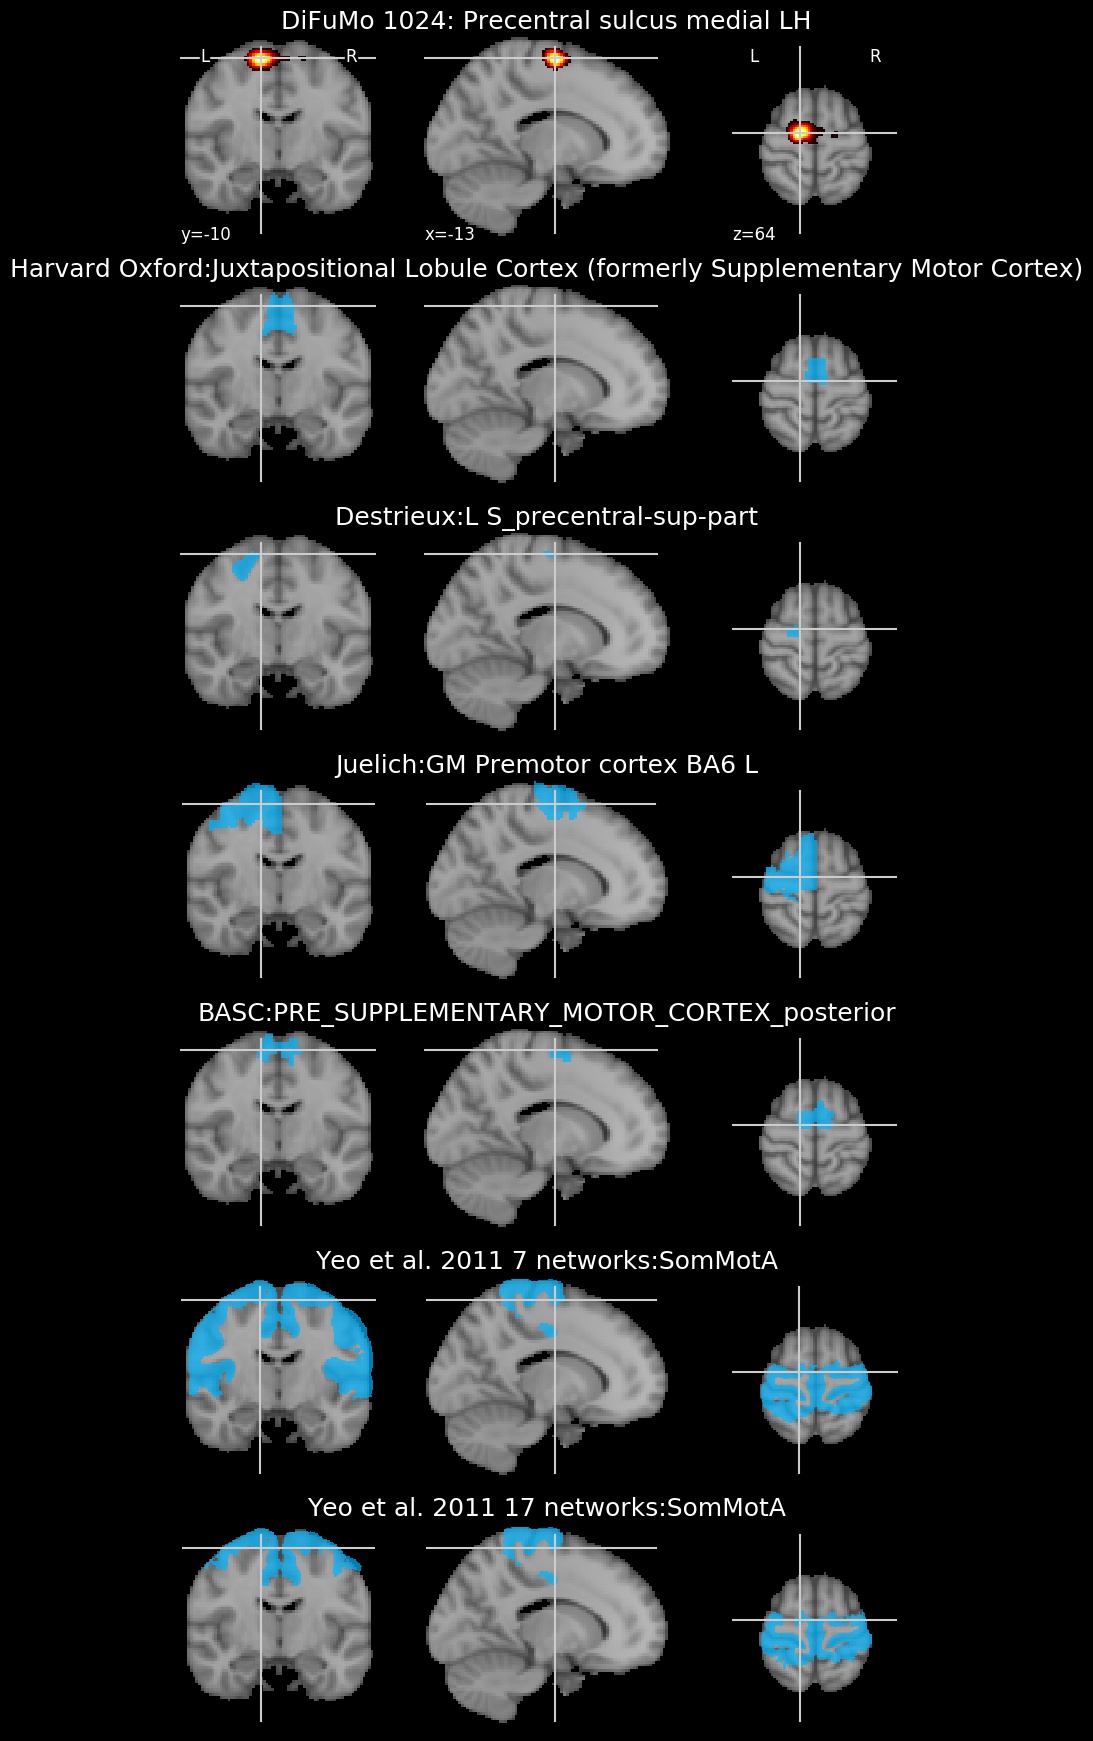 DiFuMo 1024: Precentral sulcus medial LH
L R
L R
y=-10 x=-13 z=64
Harvard Oxford:Juxtapositional Lobule Cortex (formerly Supplementary Motor Cortex)
Destrieux:L S_precentral-sup-part
Juelich:GM Premotor cortex BA6 L
BASC:PRE_SUPPLEMENTARY_MOTOR_CORTEX_posterior
Yeo et al. 2011 7 networks:SomMotA
Yeo et al. 2011 17 networks:SomMotA